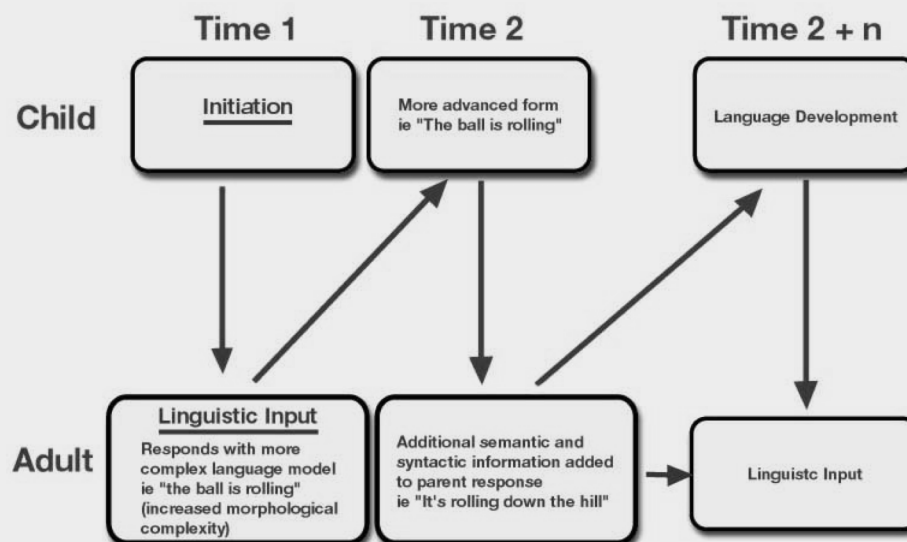 Time 1
Time 2
Time 2 + n
Child
Initiation
More advanced form
ie "The ball is rolling"
Language Development
Adult
Linguistic Input
Responds with more
complex language model
ie "the ball is rolling"
(increased morphological
complexity)
Additional semantic and
syntactic information added
to parent response
ie "It's rolling down the hill"
Linguistc Input